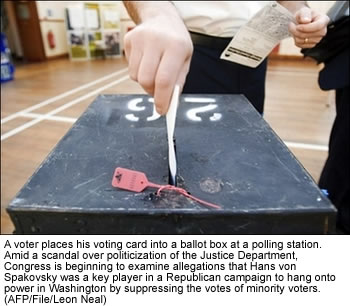 26
A voter places his voting card into a ballot box at a polling station.
Amid a scandal over politicization of the Justice Department,
Congress is beginning to examine allegations that Hans von
Spakovsky was a key player in a Republican campaign to hang onto
power in Washington by suppressing the votes of minority voters.
(AFP/File/Leon Neal)